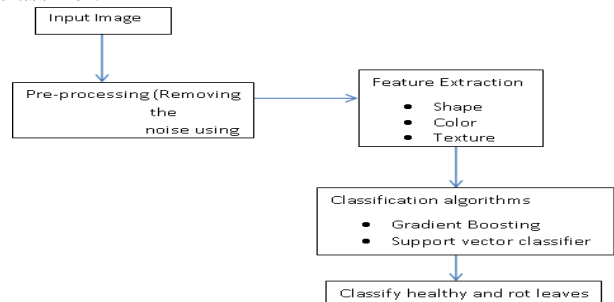 Input Image
Pre-processing (Removing
the
noise using
Feature Extraction
● Shape
● Color
● Texture
Classification algorithms
● Gradient Boosting
● Support vector classifier
Classify healthy and rot leaves